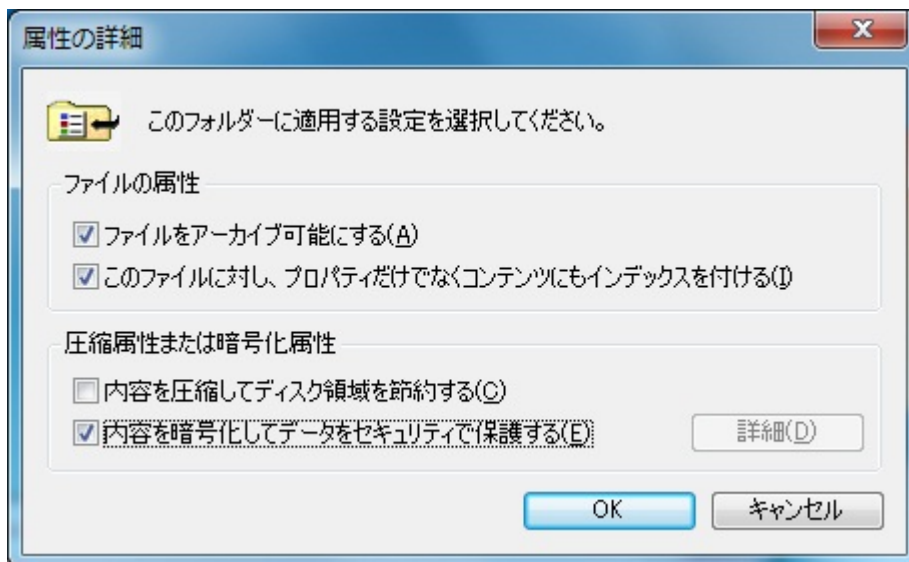 属性の詳細
このフォルダーに適用する設定を選択してください。
ファイルの属性
ファイルをアーカイブ可能にする(A)
このファイルに対し、プロパティだけでなくコンテンツにもインデックスを付ける(I)
圧縮属性または暗号化属性
内容を圧縮してディスク領域を節約する(C)
内容を暗号化してデータをセキュリティで保護する(E)
詳細(D)
OK キャンセル